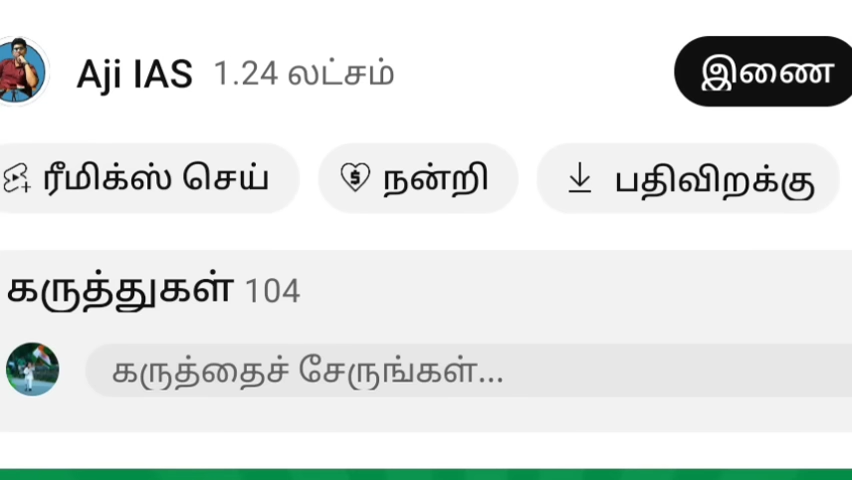 Aji IAS 1.24 லட்சம் இணை
ரீமிக்ஸ் செய் நன்றி பதிவிறக்கு
கருத்துகள் 104
கருத்தைச் சேருங்கள்...